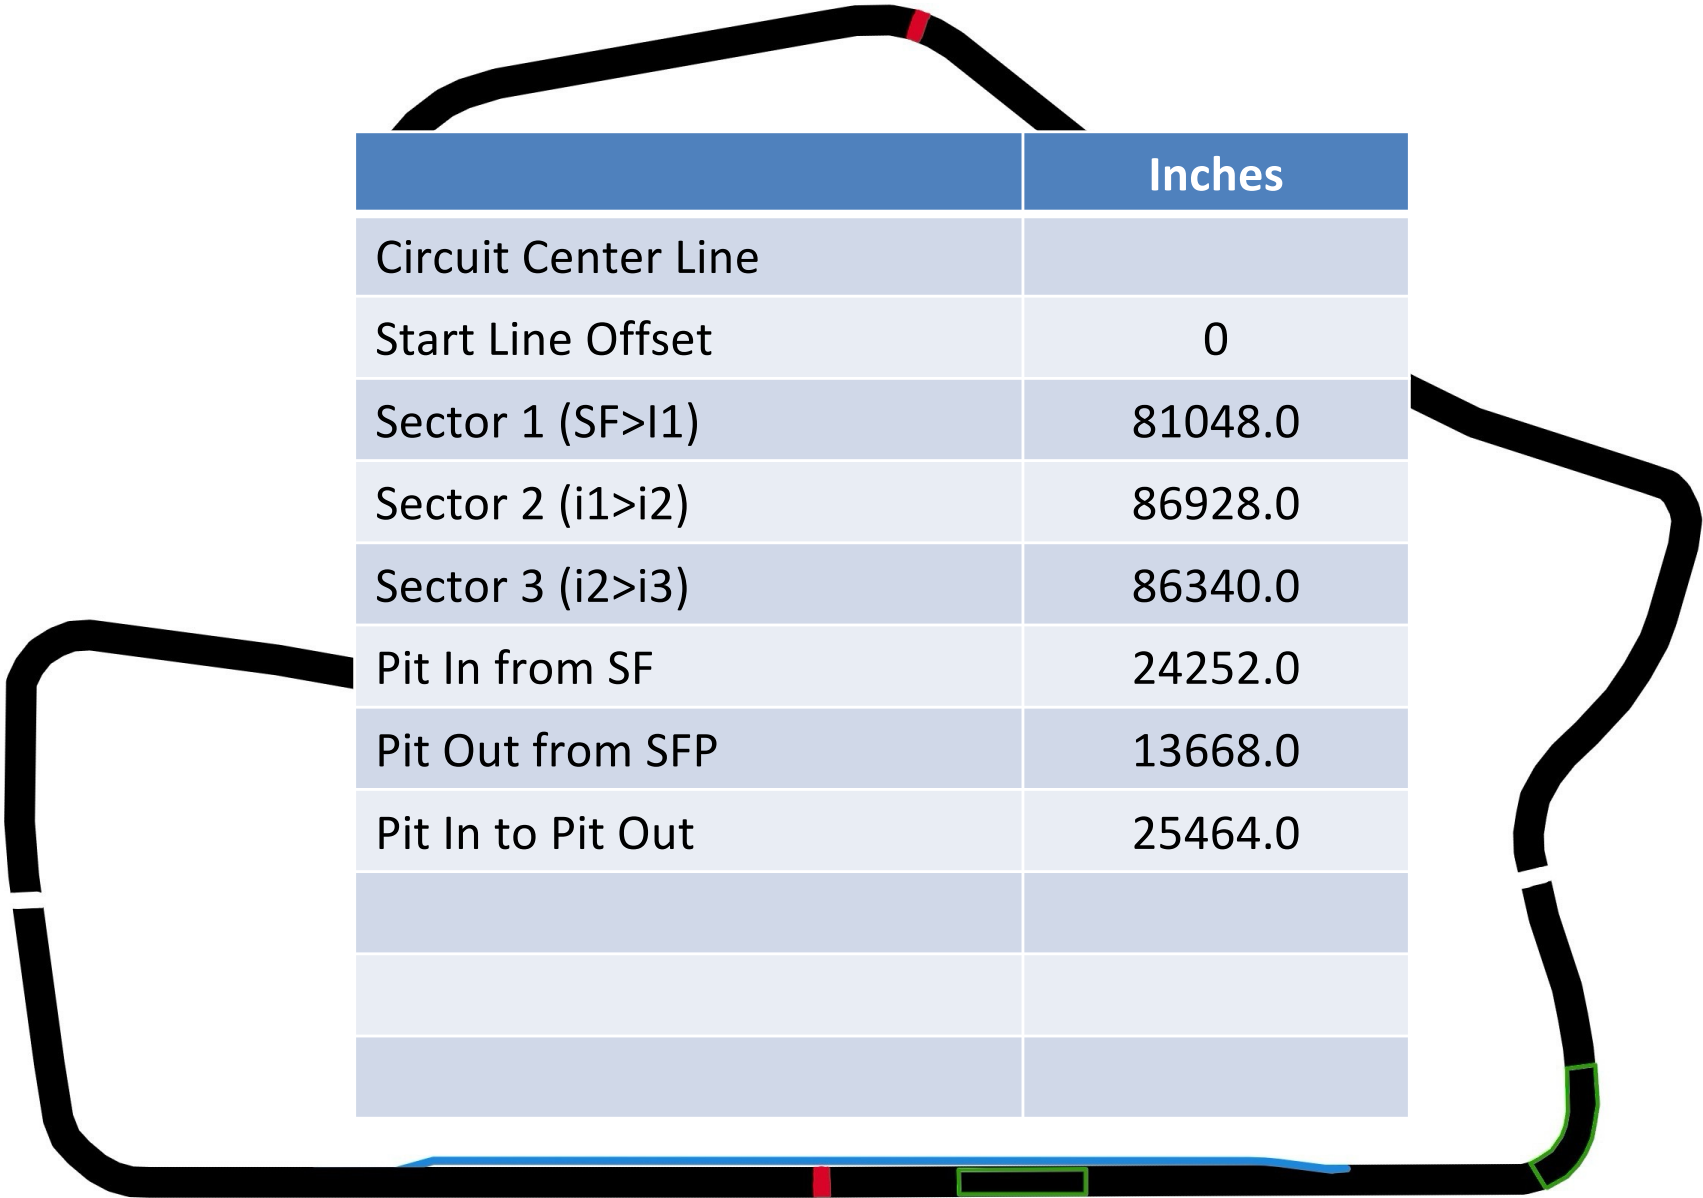 Inches
Circuit Center Line
Start Line Offset 0
Sector 1 (SF>I1) 81048.0
Sector 2 (i1>i2) 86928.0
Sector 3 (i2>i3) 86340.0
Pit In from SF 24252.0
Pit Out from SFP 13668.0
Pit In to Pit Out 25464.0